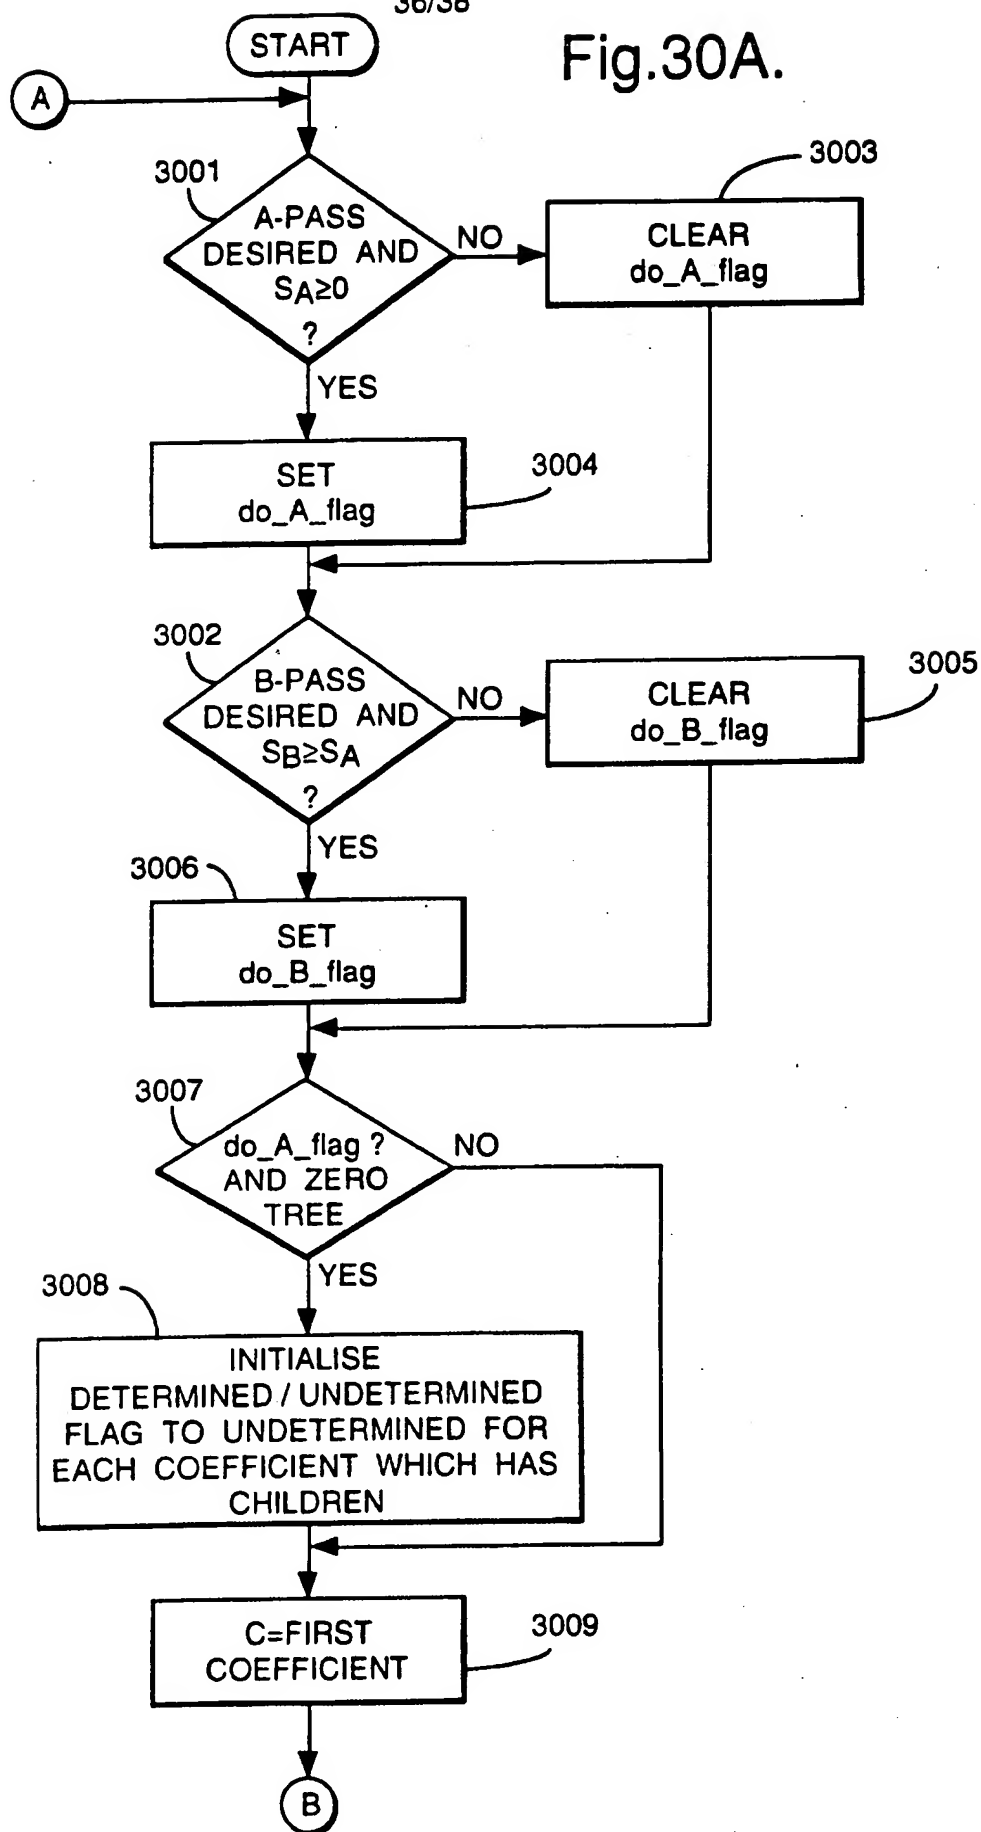 36/38
START
Fig.30A.
A
3001
3003
A-PASS
DESIRED AND
SA≥0
?
NO
CLEAR
do_A_flag
YES
SET
do_A_flag
3004
3002
B-PASS
DESIRED AND
SB≥SA
?
NO
CLEAR
do_B_flag
3005
YES
3006
SET
do_B_flag
3007
do_A_flag ?
AND ZERO
TREE
NO
YES
3008
INITIALISE
DETERMINED / UNDETERMINED
FLAG TO UNDETERMINED FOR
EACH COEFFICIENT WHICH HAS
CHILDREN
C=FIRST
COEFFICIENT
3009
B